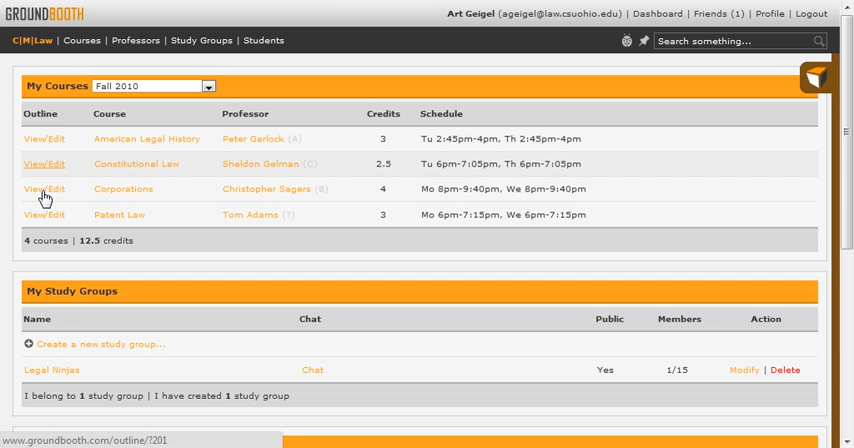 GROUNDBOOTH
Art Geigel (ageigel@law.csuohio.edu) | Dashboard | Friends (1) | Profile | Logout
C|M|Law | Courses | Professors | Study Groups | Students
Search something...
My Courses Fall 2010
Outline Course Professor Credits Schedule
View/Edit American Legal History Peter Garlock (A) 3 Tu 2:45pm-4pm, Th 2:45pm-4pm
View/Edit Constitutional Law Sheldon Gelman (C) 2.5 Tu 6pm-7:05pm, Th 6pm-7:05pm
View/Edit Corporations Christopher Sagers (B) 4 Mo 8pm-9:40pm, We 8pm-9:40pm
View/Edit Patent Law Tom Adams (?) 3 Mo 6pm-7:15pm, We 6pm-7:15pm
4 courses | 12.5 credits
My Study Groups
Name Chat Public Members Action
Create a new study group...
Legal Ninjas Chat Yes 1/15 Modify | Delete
I belong to 1 study group | I have created 1 study group
www.groundbooth.com/outline/?201